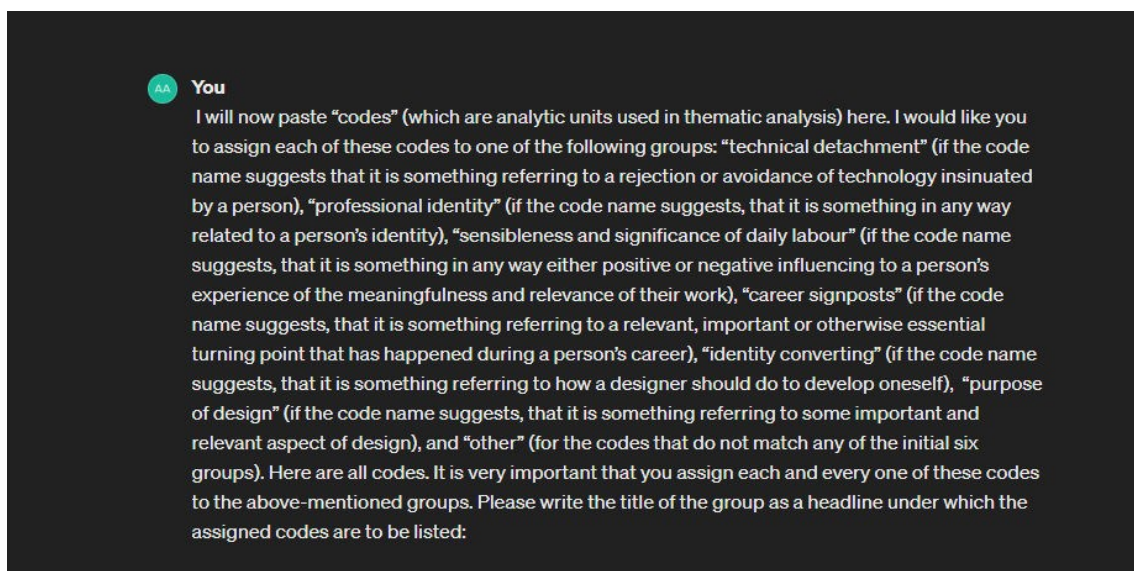 AA You
I will now paste “codes” (which are analytic units used in thematic analysis) here. I would like you
to assign each of these codes to one of the following groups: “technical detachment” (if the code
name suggests that it is something referring to a rejection or avoidance of technology insinuated
by a person), “professional identity” (if the code name suggests, that it is something in any way
related to a person’s identity), “sensibleness and significance of daily labour” (if the code name
suggests, that it is something in any way either positive or negative influencing to a person’s
experience of the meaningfulness and relevance of their work), “career signposts” (if the code
name suggests, that it is something referring to a relevant, important or otherwise essential
turning point that has happened during a person’s career), “identity converting” (if the code name
suggests, that it is something referring to how a designer should do to develop oneself), “purpose
of design” (if the code name suggests, that it is something referring to some important and
relevant aspect of design), and “other” (for the codes that do not match any of the initial six
groups). Here are all codes. It is very important that you assign each and every one of these codes
to the above-mentioned groups. Please write the title of the group as a headline under which the
assigned codes are to be listed: